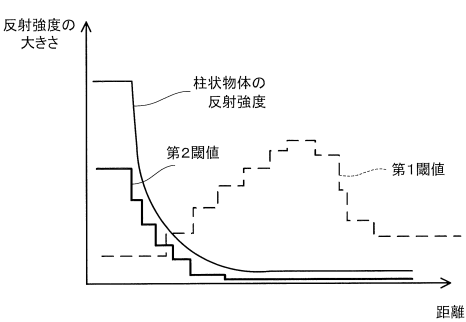 反射強度の
大きさ
柱状物体の
反射強度
第2閾値
第1閾値
距離